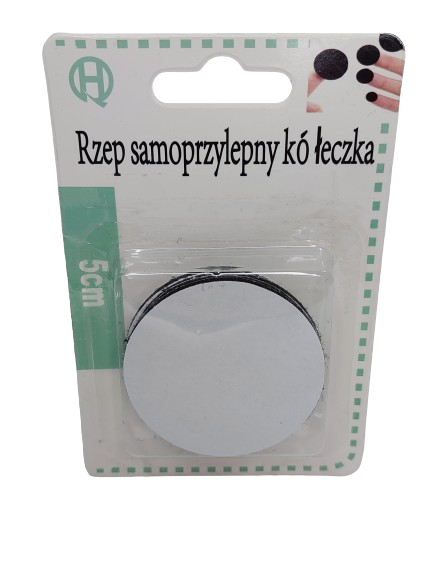 Rzep samoprzylepny kó łeczka
5cm